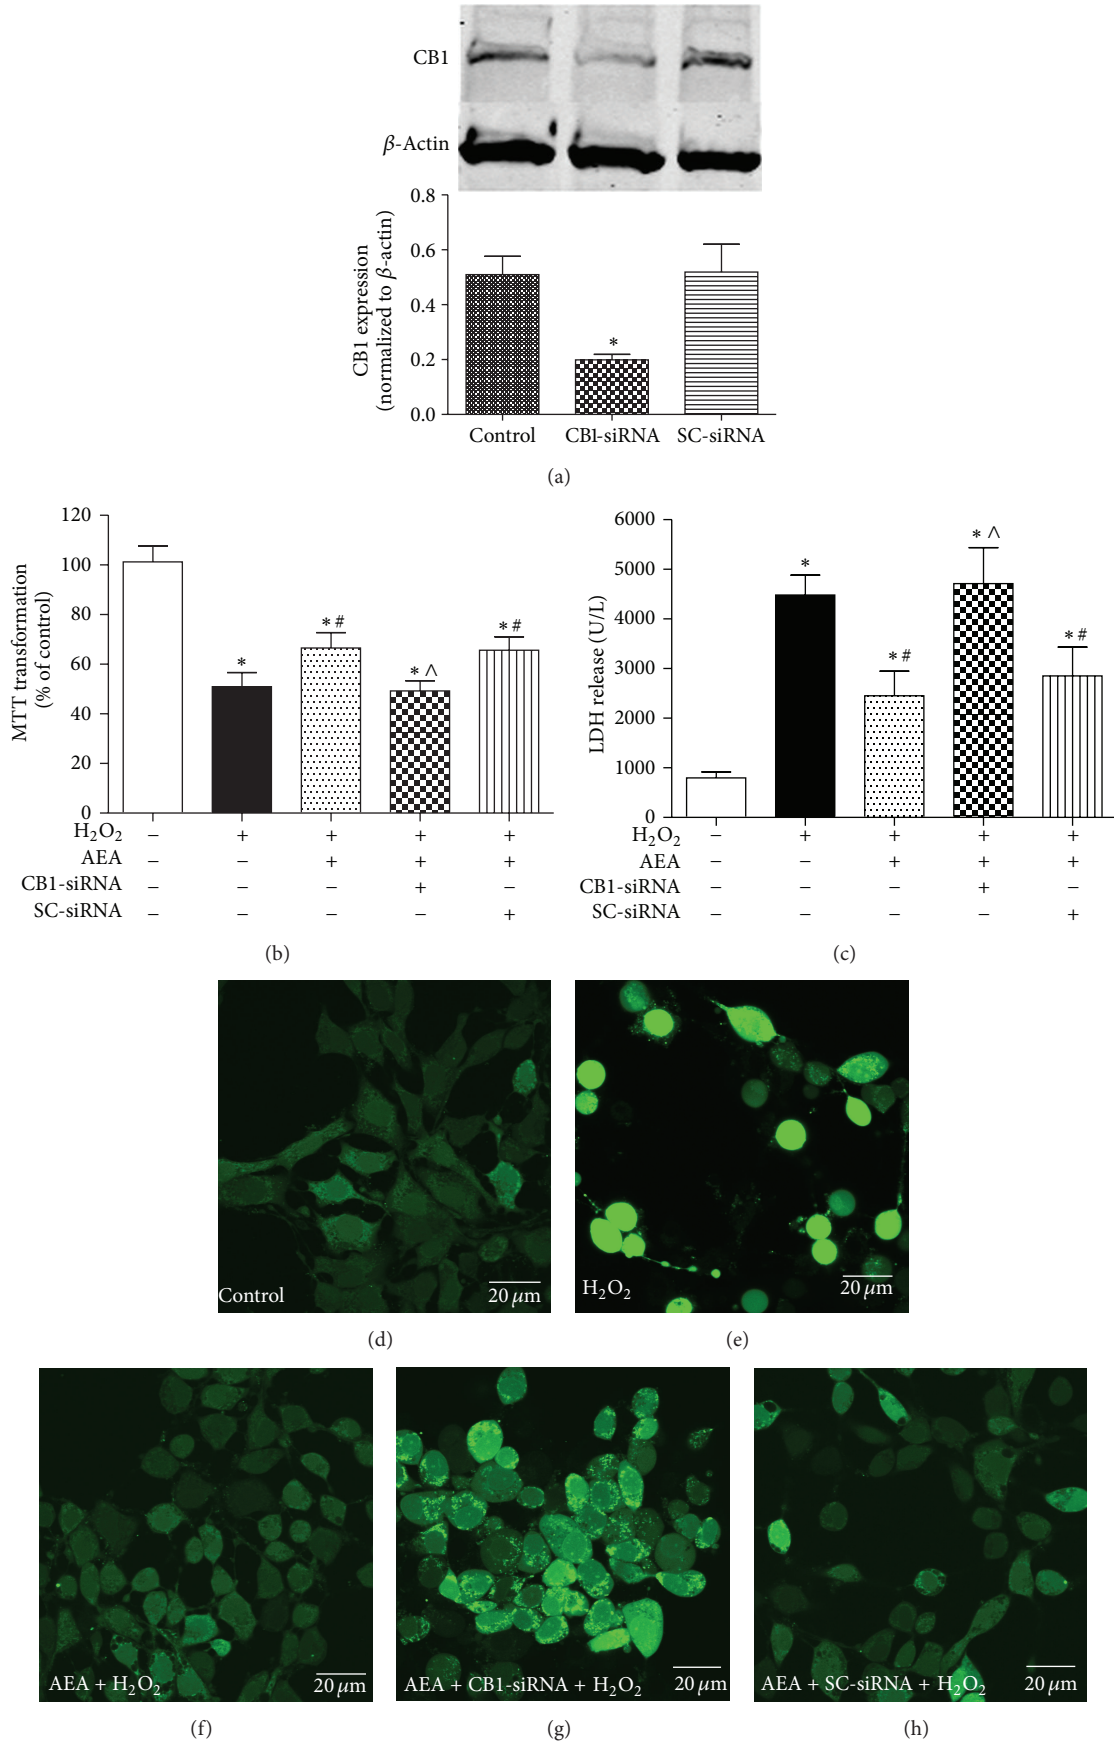 CB1
β-Actin
0.8
0.6
0.4
0.2
0.0
CB1 expression
(normalized to β-actin)
*
Control CB1-siRNA SC-siRNA
(a)
120
100
80
60
40
20
0
MTT transformation
(% of control)
*
* #
* ^
* #
H₂O₂ − + + + +
AEA − − + + +
CB1-siRNA − − − + −
SC-siRNA − − − − +
(b)
6000
5000
4000
3000
2000
1000
0
LDH release (U/L)
*
* #
* ^
* #
H₂O₂ − + + + +
AEA − − + + +
CB1-siRNA − − − + −
SC-siRNA − − − − +
(c)
Control
20 μm
(d)
H₂O₂
20 μm
(e)
AEA + H₂O₂
20 μm
(f)
AEA + CB1-siRNA + H₂O₂
20 μm
(g)
AEA + SC-siRNA + H₂O₂
20 μm
(h)